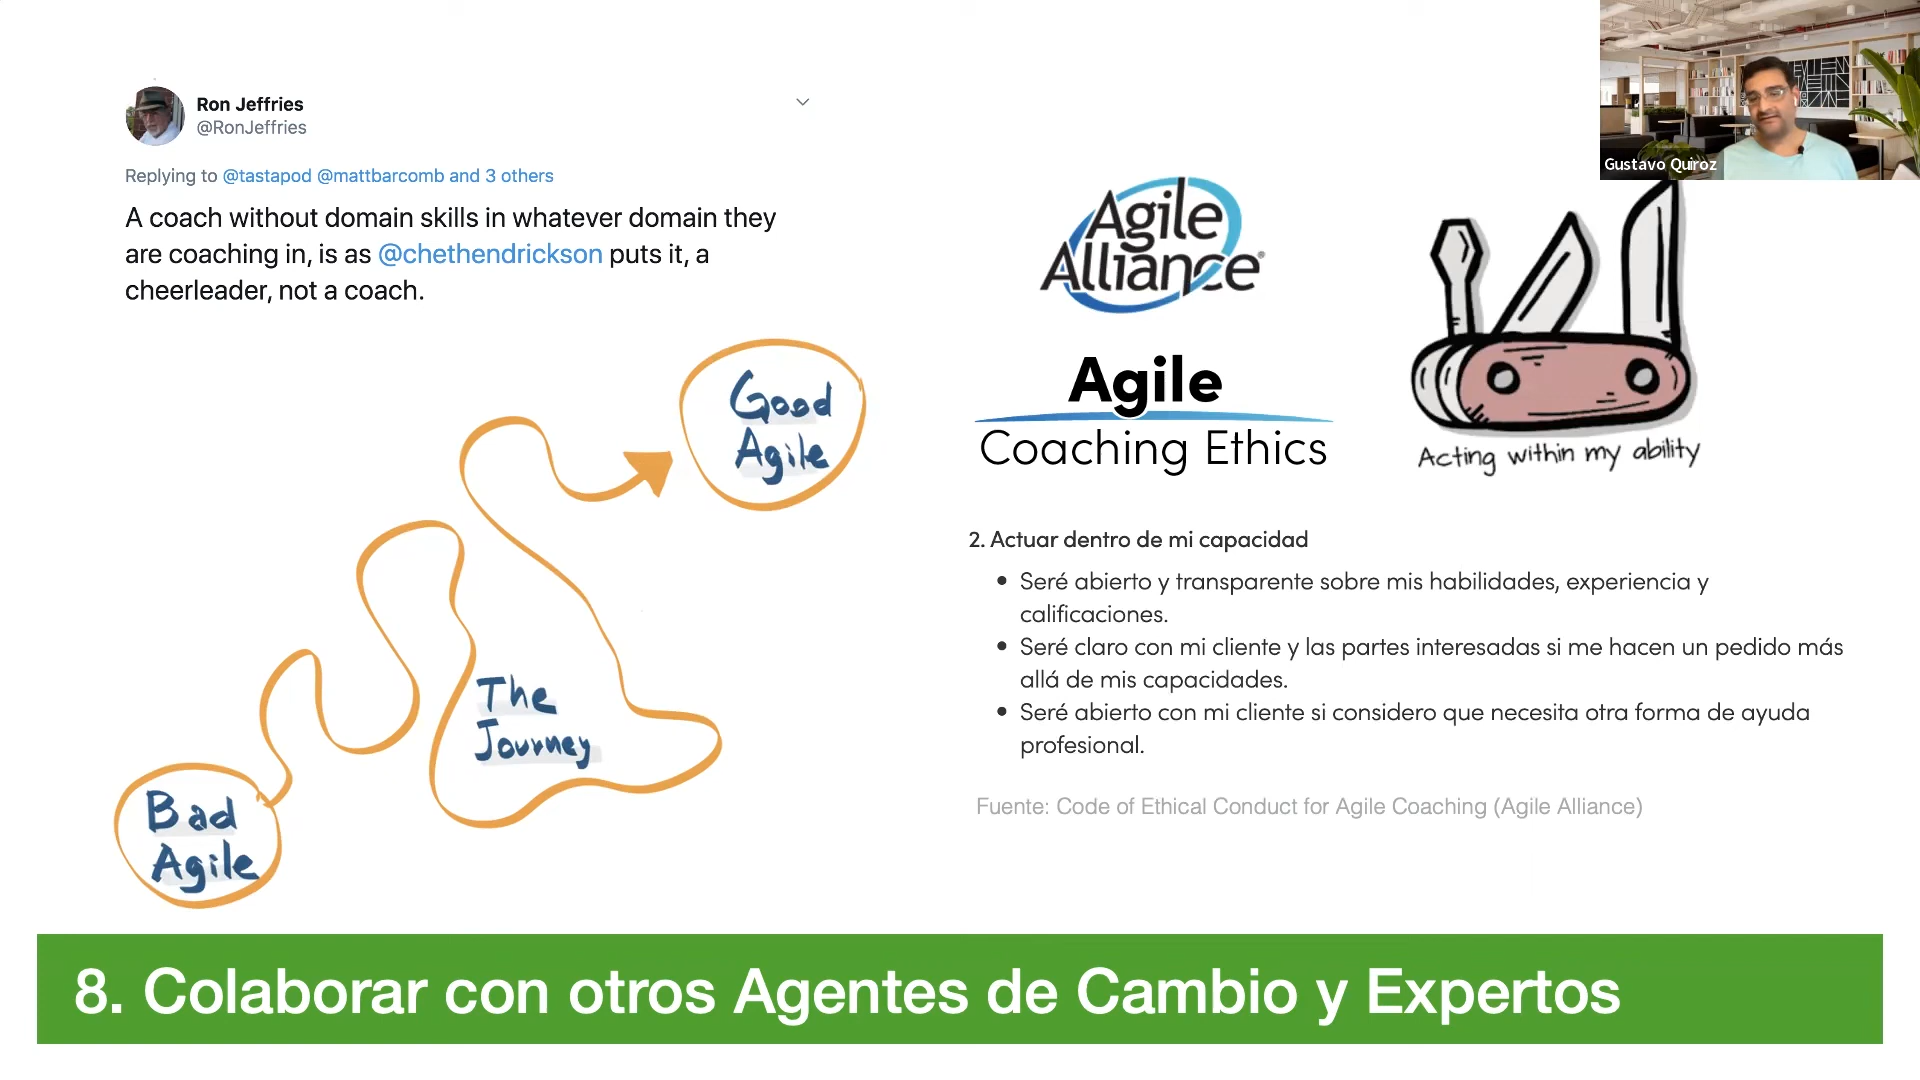 Ron Jeffries
@RonJeffries
Replying to @tastapod @mattbarcomb and 3 others
A coach without domain skills in whatever domain they
are coaching in, is as @chethendrickson puts it, a
cheerleader, not a coach.
Good
Agile
The
Journey
Bad
Agile
Agile
Alliance®
Agile
Coaching Ethics
Gustavo Quiroz
Acting within my ability
2. Actuar dentro de mi capacidad
• Seré abierto y transparente sobre mis habilidades, experiencia y
calificaciones.
• Seré claro con mi cliente y las partes interesadas si me hacen un pedido más
allá de mis capacidades.
• Seré abierto con mi cliente si considero que necesita otra forma de ayuda
profesional.
Fuente: Code of Ethical Conduct for Agile Coaching (Agile Alliance)
8. Colaborar con otros Agentes de Cambio y Expertos